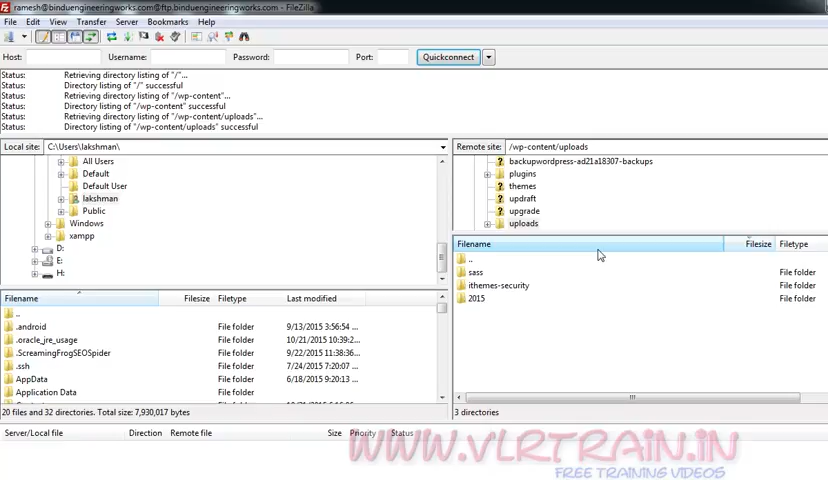 ramesh@binduengineeringworks.com@ftp.binduengineeringworks.com - FileZilla
File Edit View Transfer Server Bookmarks Help
Host: Username: Password: Port: Quickconnect
Status: Retrieving directory listing of "/"...
Status: Directory listing of "/" successful
Status: Retrieving directory listing of "/wp-content"...
Status: Directory listing of "/wp-content" successful
Status: Retrieving directory listing of "/wp-content/uploads"...
Status: Directory listing of "/wp-content/uploads" successful
Local site: C:\Users\lakshman\
All Users
Default
Default User
lakshman
Public
Windows
xampp
D:
E:
H:
Filename Filesize Filetype Last modified
..
.android File folder 9/13/2015 3:56:54 ...
.oracle_jre_usage File folder 10/21/2015 10:39:2...
.ScreamingFrogSEOSpider File folder 9/22/2015 11:38:36...
.ssh File folder 7/24/2015 7:20:07 ...
AppData File folder 6/18/2015 9:20:13 ...
Application Data File folder
20 files and 32 directories. Total size: 7,930,017 bytes
Remote site: /wp-content/uploads
backupwordpress-ad21a18307-backups
plugins
themes
updraft
upgrade
uploads
Filename Filesize Filetype
..
sass File folder
ithemes-security File folder
2015 File folder
3 directories
Server/Local file Direction Remote file Size Priority Status
WWW.VLRTRAIN.IN
FREE TRAINING VIDEOS